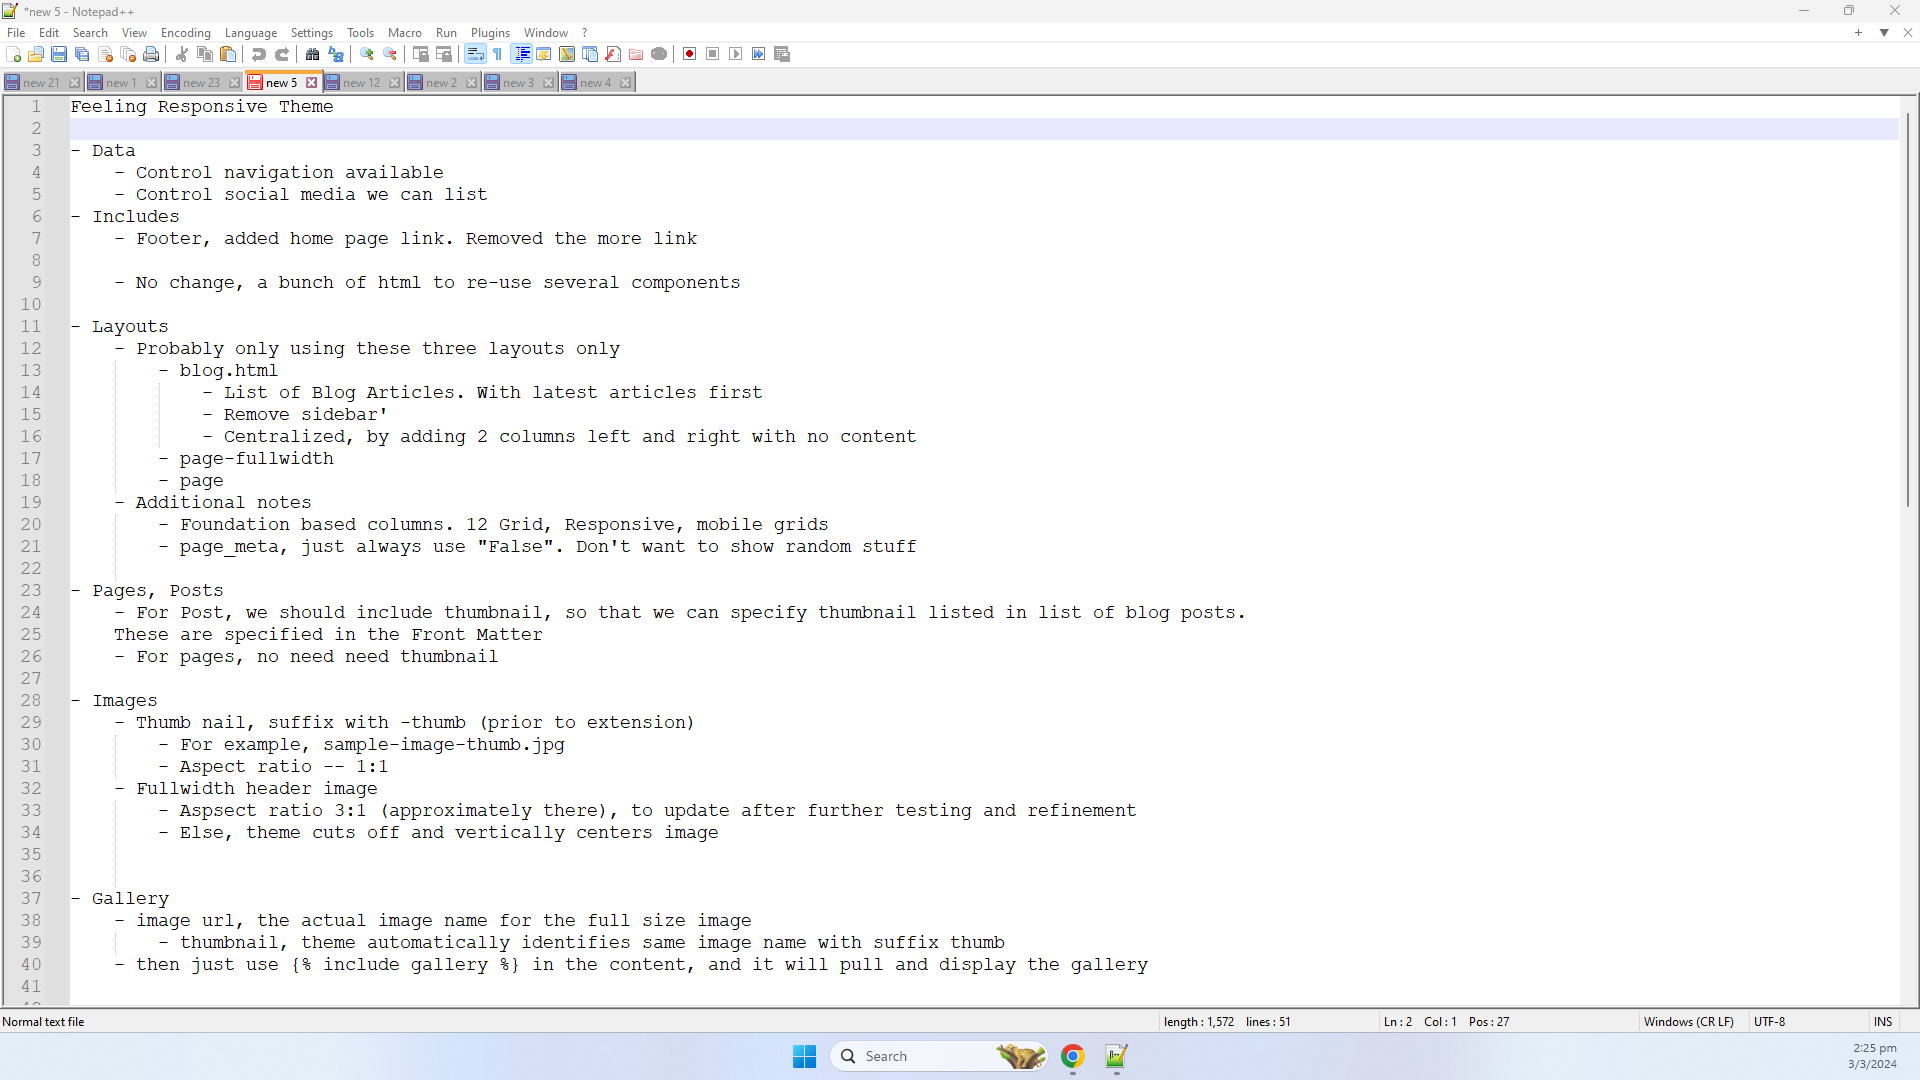 *new 5 - Notepad++
File Edit Search View Encoding Language Settings Tools Macro Run Plugins Window ?
new 21 new 1 new 23 new 5 new 12 new 2 new 3 new 4
1 Feeling Responsive Theme
2
3 - Data
4 - Control navigation available
5 - Control social media we can list
6 - Includes
7 - Footer, added home page link. Removed the more link
8
9 - No change, a bunch of html to re-use several components
10
11 - Layouts
12 - Probably only using these three layouts only
13 - blog.html
14 - List of Blog Articles. With latest articles first
15 - Remove sidebar'
16 - Centralized, by adding 2 columns left and right with no content
17 - page-fullwidth
18 - page
19 - Additional notes
20 - Foundation based columns. 12 Grid, Responsive, mobile grids
21 - page_meta, just always use "False". Don't want to show random stuff
22
23 - Pages, Posts
24 - For Post, we should include thumbnail, so that we can specify thumbnail listed in list of blog posts.
25 These are specified in the Front Matter
26 - For pages, no need need thumbnail
27
28 - Images
29 - Thumb nail, suffix with -thumb (prior to extension)
30 - For example, sample-image-thumb.jpg
31 - Aspect ratio -- 1:1
32 - Fullwidth header image
33 - Aspsect ratio 3:1 (approximately there), to update after further testing and refinement
34 - Else, theme cuts off and vertically centers image
35
36
37 - Gallery
38 - image url, the actual image name for the full size image
39 - thumbnail, theme automatically identifies same image name with suffix thumb
40 - then just use {% include gallery %} in the content, and it will pull and display the gallery
41
Normal text file length : 1,572 lines : 51 Ln : 2 Col : 1 Pos : 27 Windows (CR LF) UTF-8 INS
Search
2:25 pm
3/3/2024